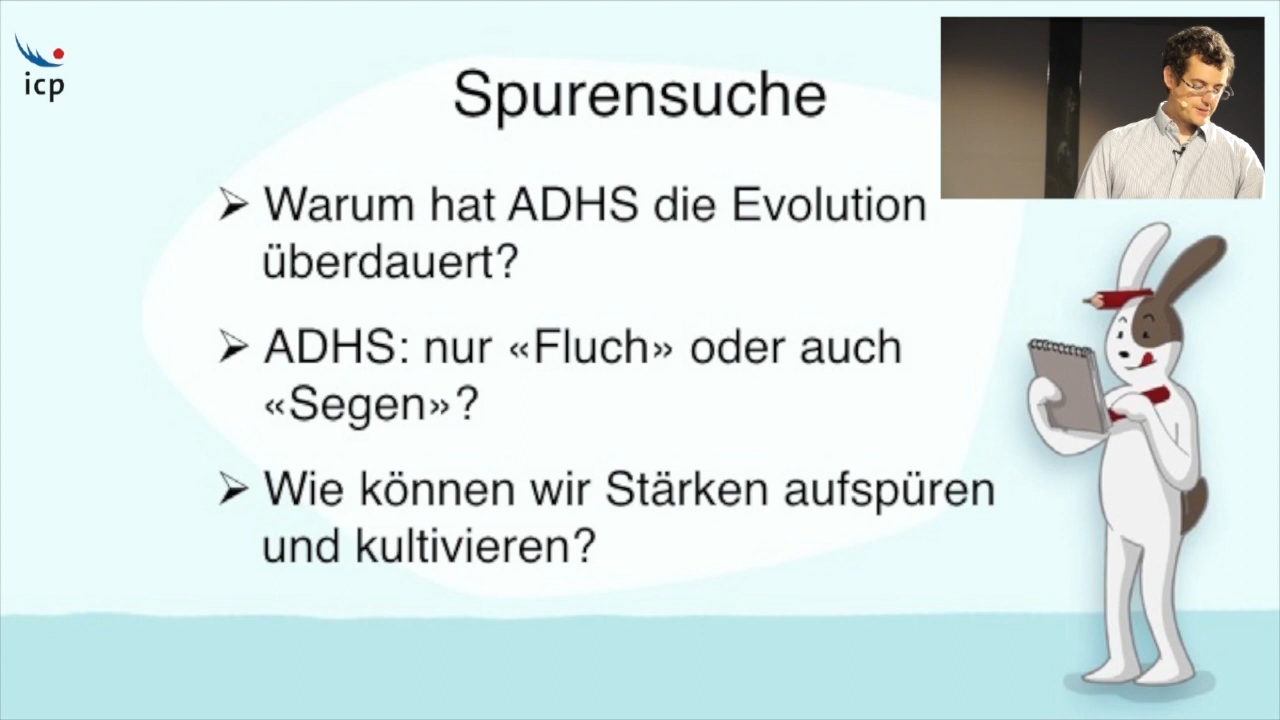 icp
Spurensuche
➢ Warum hat ADHS die Evolution
überdauert?
➢ ADHS: nur «Fluch» oder auch
«Segen»?
➢ Wie können wir Stärken aufspüren
und kultivieren?